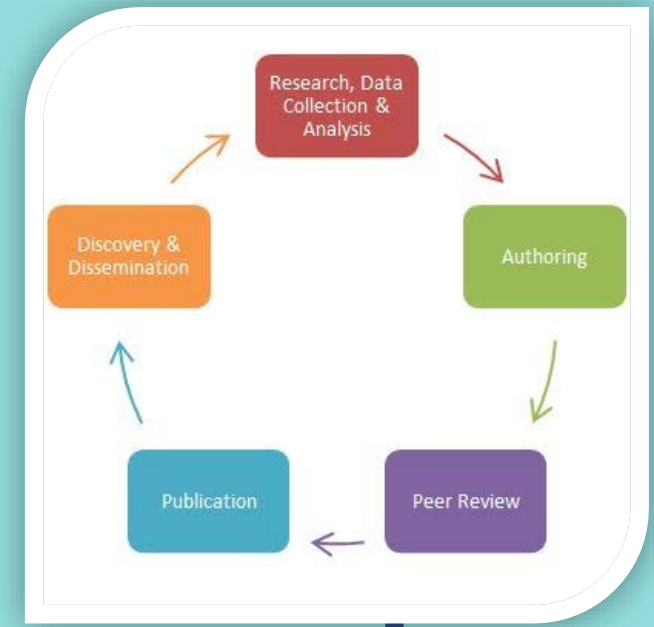 Research, Data
Collection &
Analysis
Authoring
Peer Review
Publication
Discovery &
Dissemination